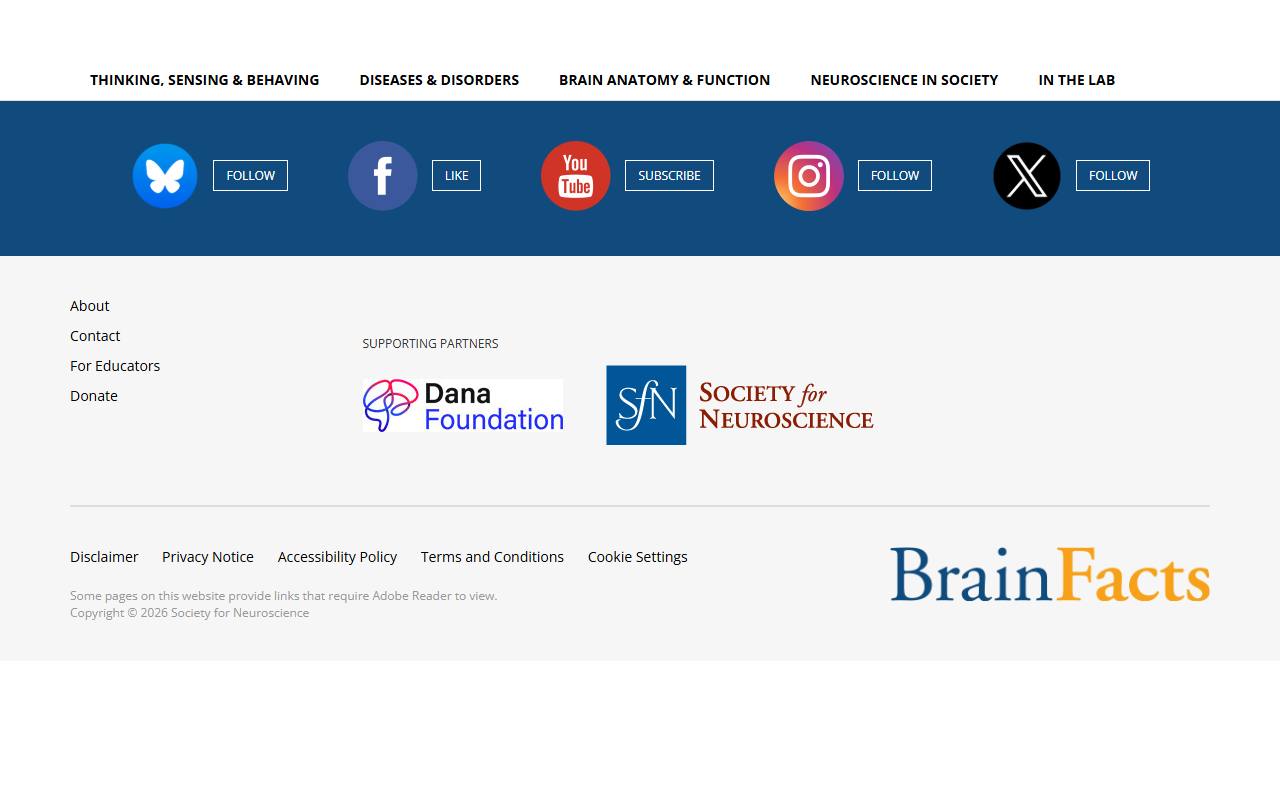 THINKING, SENSING & BEHAVING DISEASES & DISORDERS BRAIN ANATOMY & FUNCTION NEUROSCIENCE IN SOCIETY IN THE LAB
FOLLOW f LIKE You Tube SUBSCRIBE FOLLOW X FOLLOW
About
Contact
For Educators
Donate
SUPPORTING PARTNERS
Dana
Foundation
SfN
SOCIETY for
NEUROSCIENCE
Disclaimer Privacy Notice Accessibility Policy Terms and Conditions Cookie Settings
Some pages on this website provide links that require Adobe Reader to view.
Copyright © 2026 Society for Neuroscience
BrainFacts